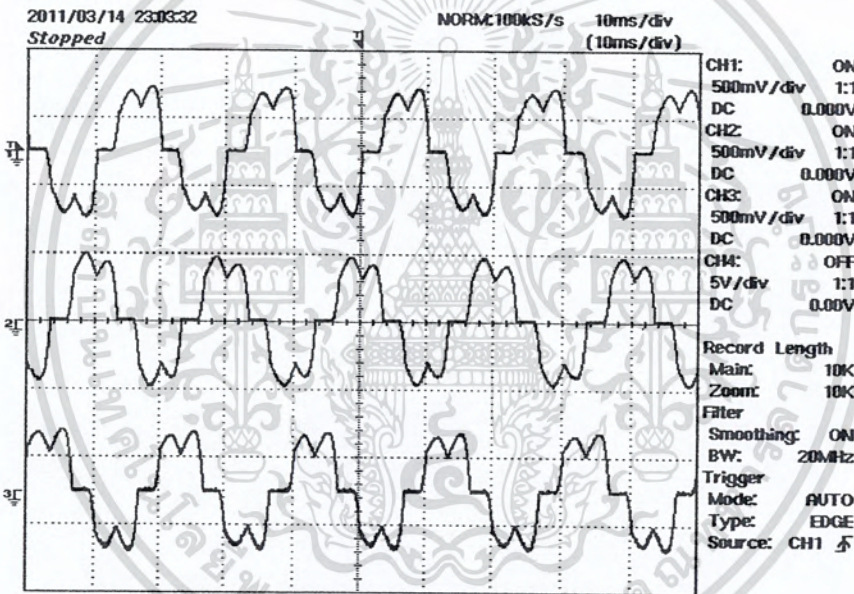 2011/03/14 23:03:32
NORM:100kS/s 10ms/div
Stopped
(10ms/div)
CH1: ON
500mV/div 1:1
DC 0.000V
CH2: ON
500mV/div 1:1
DC 0.000V
CH3: ON
500mV/div 1:1
DC 0.000V
CH4: OFF
5V/div 1:1
DC 0.00V
Record Length
Main: 10K
Zoom: 10K
Filter
Smoothing: ON
BW: 20MHz
Trigger
Mode: AUTO
Type: EDGE
Source: CH1
2
3